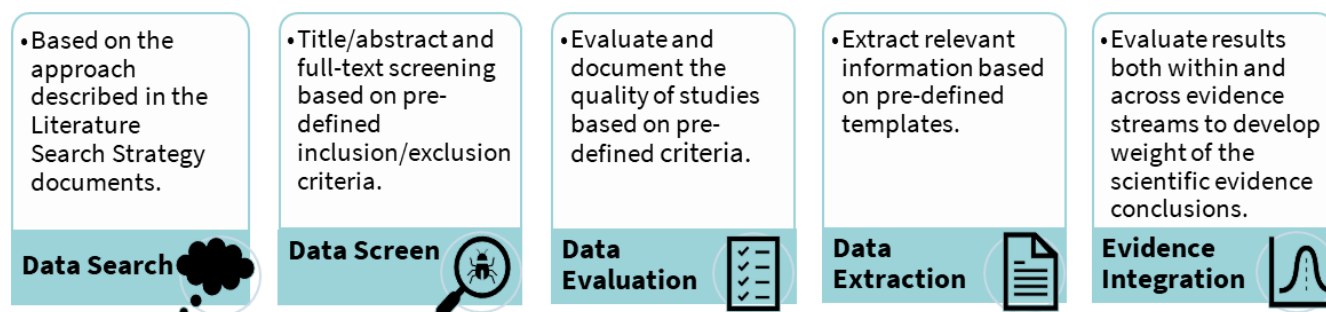 •Based on the
approach
described in the
Literature
Search Strategy
documents.
Data Search
•Title/abstract and
full-text screening
based on pre-
defined
inclusion/exclusion
criteria.
Data Screen
•Evaluate and
document the
quality of studies
based on pre-
defined criteria.
Data
Evaluation
•Extract relevant
information based
on pre-defined
templates.
Data
Extraction
•Evaluate results
both within and
across evidence
streams to develop
weight of the
scientific evidence
conclusions.
Evidence
Integration